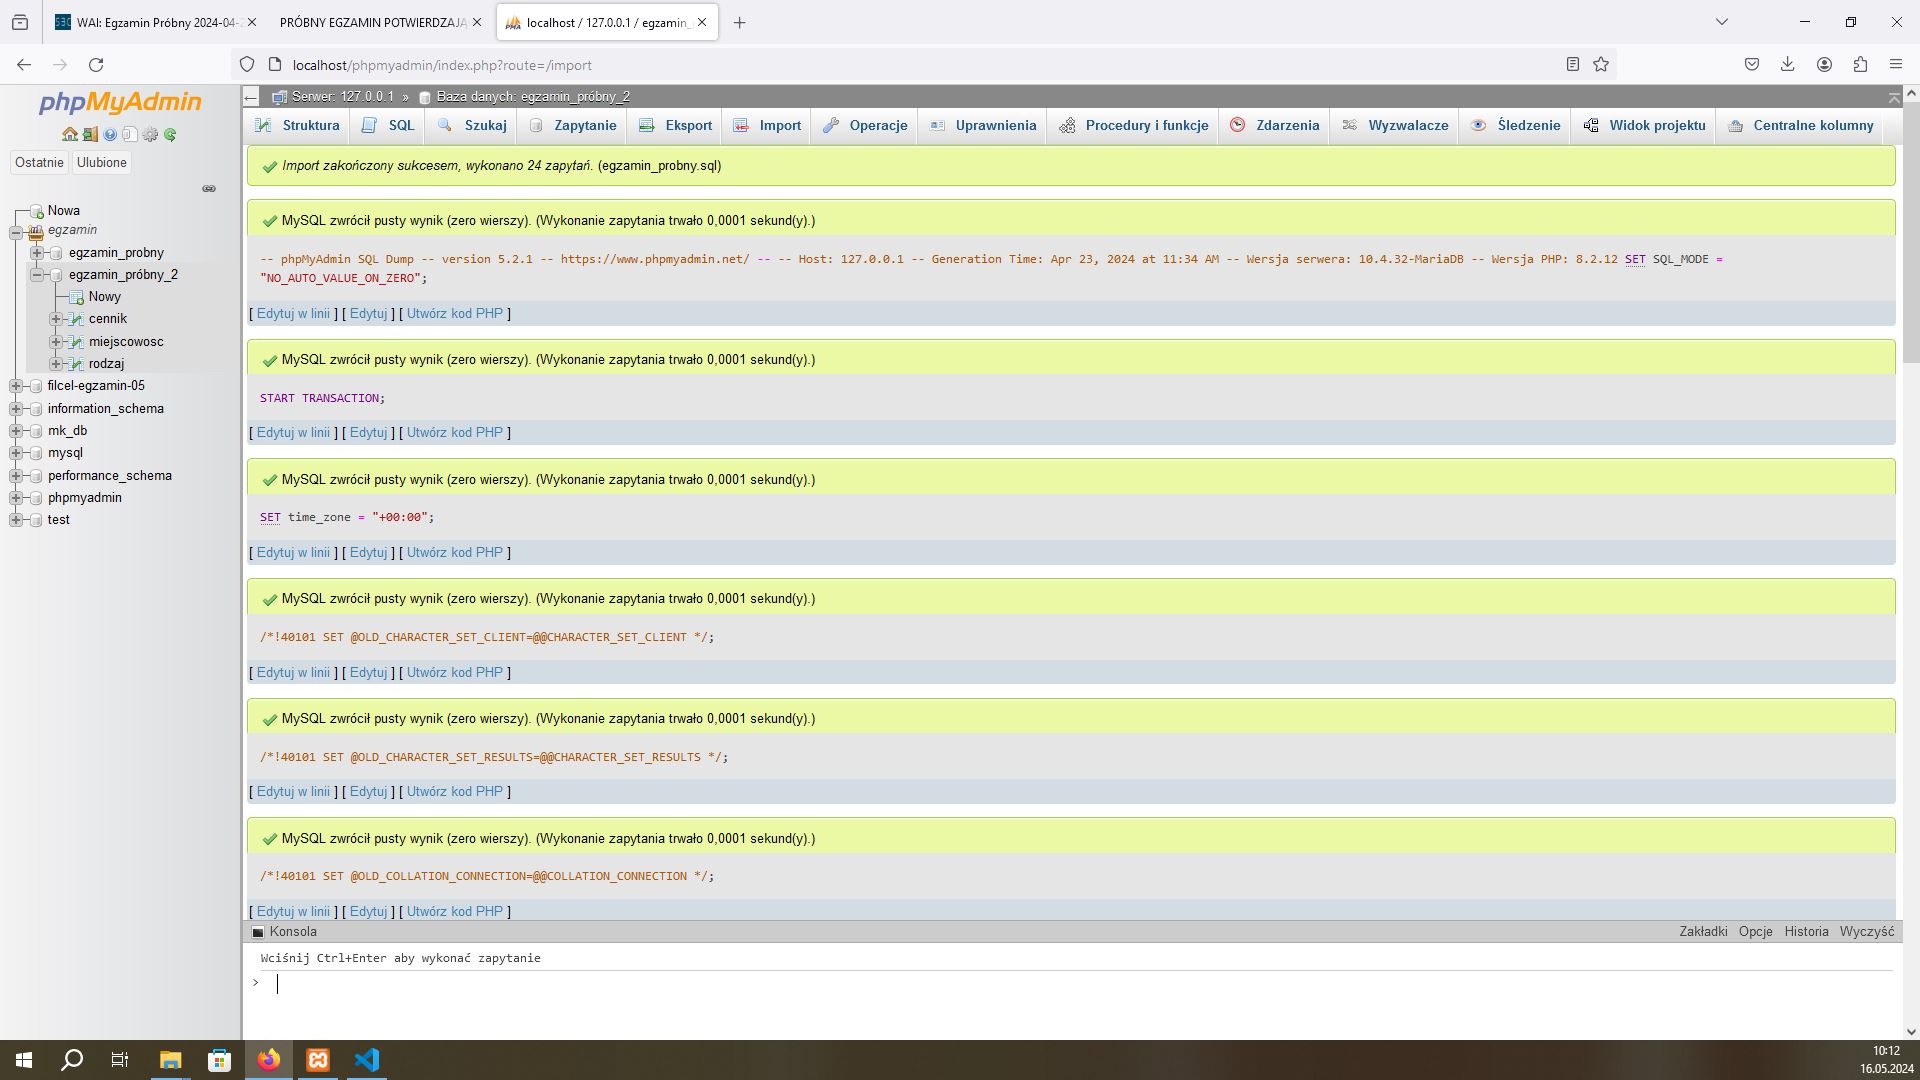 WAI: Egzamin Próbny 2024-04-2
PRÓBNY EGZAMIN POTWIERDZAJĄ
localhost / 127.0.0.1 / egzamin_
localhost/phpmyadmin/index.php?route=/import
phpMyAdmin
Ostatnie
Ulubione
Nowa
egzamin
egzamin_probny
egzamin_próbny_2
Nowy
cennik
miejscowosc
rodzaj
filcel-egzamin-05
information_schema
mk_db
mysql
performance_schema
phpmyadmin
test
Serwer: 127.0.0.1 » Baza danych: egzamin_próbny_2
Struktura SQL Szukaj Zapytanie Eksport Import Operacje Uprawnienia Procedury i funkcje Zdarzenia Wyzwalacze Śledzenie Widok projektu Centralne kolumny
Import zakończony sukcesem, wykonano 24 zapytań. (egzamin_probny.sql)
MySQL zwrócił pusty wynik (zero wierszy). (Wykonanie zapytania trwało 0,0001 sekund(y).)
-- phpMyAdmin SQL Dump -- version 5.2.1 -- https://www.phpmyadmin.net/ -- -- Host: 127.0.0.1 -- Generation Time: Apr 23, 2024 at 11:34 AM -- Wersja serwera: 10.4.32-MariaDB -- Wersja PHP: 8.2.12 SET SQL_MODE =
"NO_AUTO_VALUE_ON_ZERO";
[ Edytuj w linii ] [ Edytuj ] [ Utwórz kod PHP ]
MySQL zwrócił pusty wynik (zero wierszy). (Wykonanie zapytania trwało 0,0001 sekund(y).)
START TRANSACTION;
[ Edytuj w linii ] [ Edytuj ] [ Utwórz kod PHP ]
MySQL zwrócił pusty wynik (zero wierszy). (Wykonanie zapytania trwało 0,0001 sekund(y).)
SET time_zone = "+00:00";
[ Edytuj w linii ] [ Edytuj ] [ Utwórz kod PHP ]
MySQL zwrócił pusty wynik (zero wierszy). (Wykonanie zapytania trwało 0,0001 sekund(y).)
/*!40101 SET @OLD_CHARACTER_SET_CLIENT=@@CHARACTER_SET_CLIENT */;
[ Edytuj w linii ] [ Edytuj ] [ Utwórz kod PHP ]
MySQL zwrócił pusty wynik (zero wierszy). (Wykonanie zapytania trwało 0,0001 sekund(y).)
/*!40101 SET @OLD_CHARACTER_SET_RESULTS=@@CHARACTER_SET_RESULTS */;
[ Edytuj w linii ] [ Edytuj ] [ Utwórz kod PHP ]
MySQL zwrócił pusty wynik (zero wierszy). (Wykonanie zapytania trwało 0,0001 sekund(y).)
/*!40101 SET @OLD_COLLATION_CONNECTION=@@COLLATION_CONNECTION */;
[ Edytuj w linii ] [ Edytuj ] [ Utwórz kod PHP ]
Konsola
Zakładki Opcje Historia Wyczyść
Wciśnij Ctrl+Enter aby wykonać zapytanie
>
10:12
16.05.2024